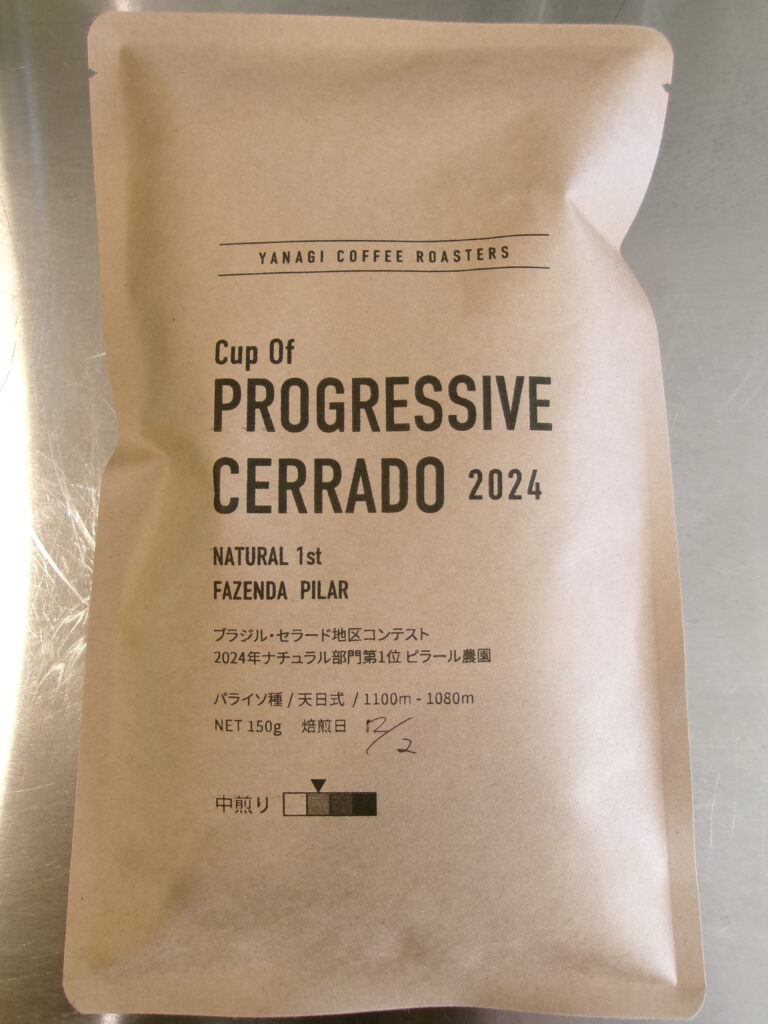 YANAGI COFFEE ROASTERS
Cup Of
PROGRESSIVE
CERRADO 2024
NATURAL 1st
FAZENDA PILAR
ブラジル・セラード地区コンテスト
2024年ナチュラル部門第1位 ピラール農園
パライソ種 / 天日式 / 1100m - 1080m
NET 150g 焙煎日 12/2
中煎り